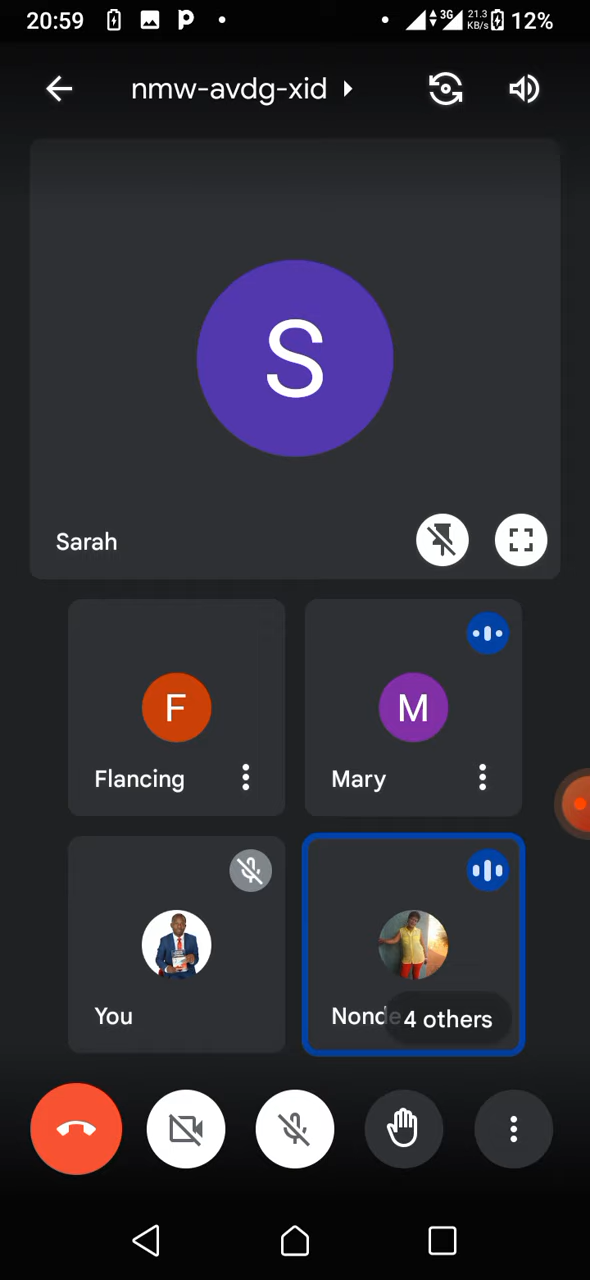 20:59 3G 21.3 KB/s 12%
nmw-avdg-xid
S
Sarah
F
M
Flancing
Mary
You
Nonde
4 others